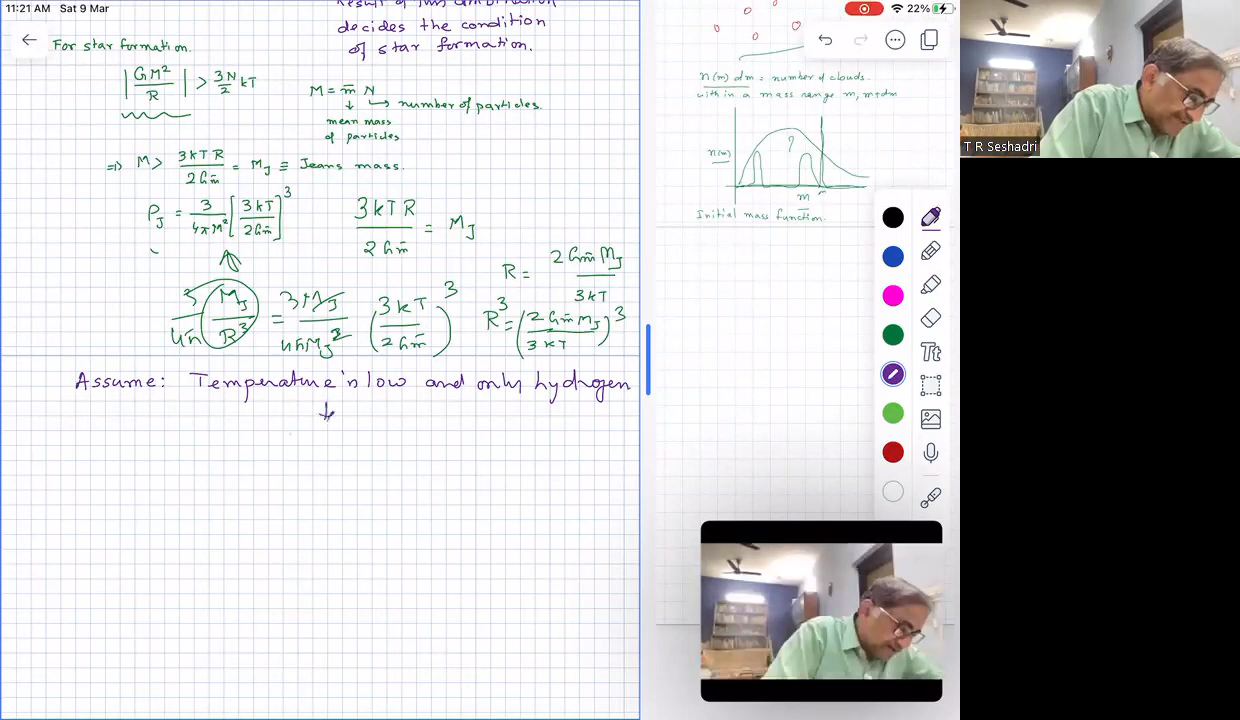 11:21 AM Sat 9 Mar
22%
decides the condition
of star formation.
For star formation.
|GM²/R| > 3N/2 kT
M = m̄ N
number of particles.
mean mass
of particles
⇒ M > 3kTR/2Gm̄ = M_J ≡ Jeans mass.
ρ_J = 3/4πM² [3kT/2Gm̄]³
3kTR/2Gm̄ = M_J
R = 2Gm̄M_J/3kT
3/4π M_J/R³ = 3M_J/4πM_J² (3kT/2Gm̄)³
R³ = (2Gm̄M_J/3kT)³
Assume: Temperature is low and only hydrogen
n(m) dm = number of clouds.
within a mass range m, m+dm
n(m)
?
m
Initial mass function.
Tt
T R Seshadri